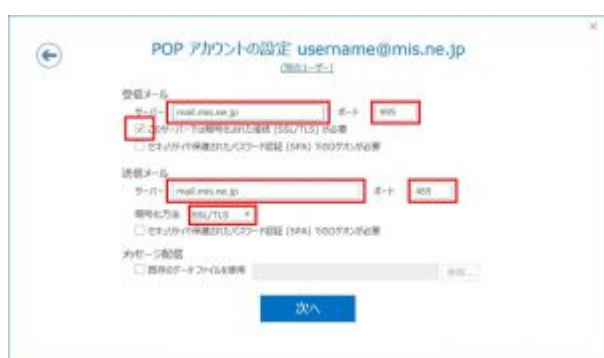 POP アカウントの設定 username@mis.ne.jp
(別のユーザー)
受信メール
サーバー mail.mis.ne.jp ポート 995
このサーバーでは暗号化された接続 (SSL/TLS) が必要
セキュリティで保護されたパスワード認証 (SPA) でのログオンが必要
送信メール
サーバー mail.mis.ne.jp ポート 465
暗号化方法 SSL/TLS
セキュリティで保護されたパスワード認証 (SPA) でのログオンが必要
メッセージ配信
既存のデータ ファイルを使用 参照...
次へ